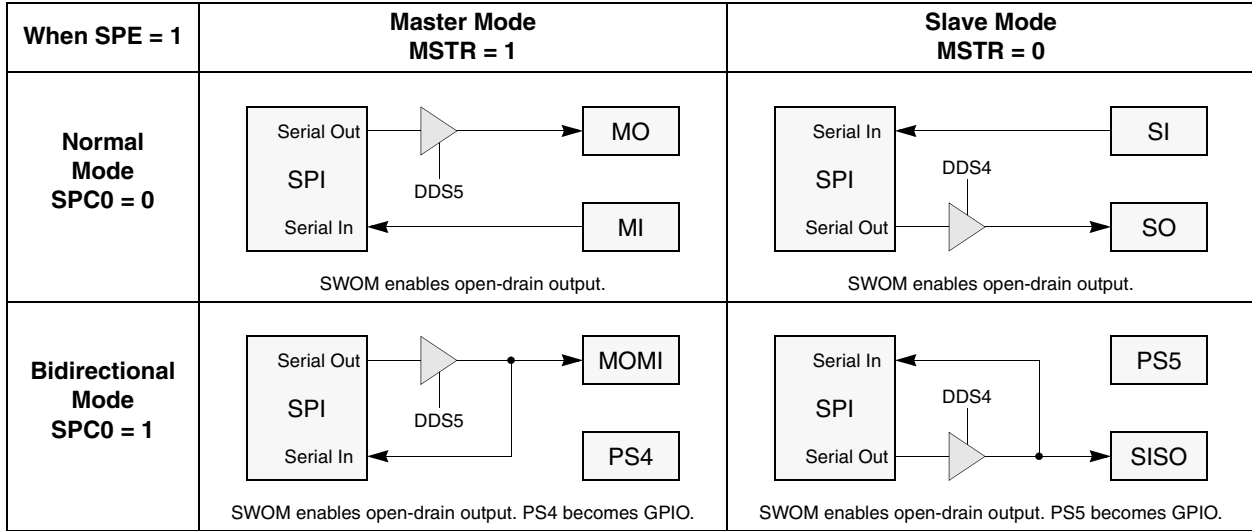 When SPE = 1
Master Mode
MSTR = 1
Slave Mode
MSTR = 0
Normal
Mode
SPC0 = 0
Serial Out
SPI
Serial In
DDS5
MO
MI
SWOM enables open-drain output.
Serial In
SPI
Serial Out
DDS4
SI
SO
SWOM enables open-drain output.
Bidirectional
Mode
SPC0 = 1
Serial Out
SPI
Serial In
DDS5
MOMI
PS4
SWOM enables open-drain output. PS4 becomes GPIO.
Serial In
SPI
Serial Out
DDS4
PS5
SISO
SWOM enables open-drain output. PS5 becomes GPIO.